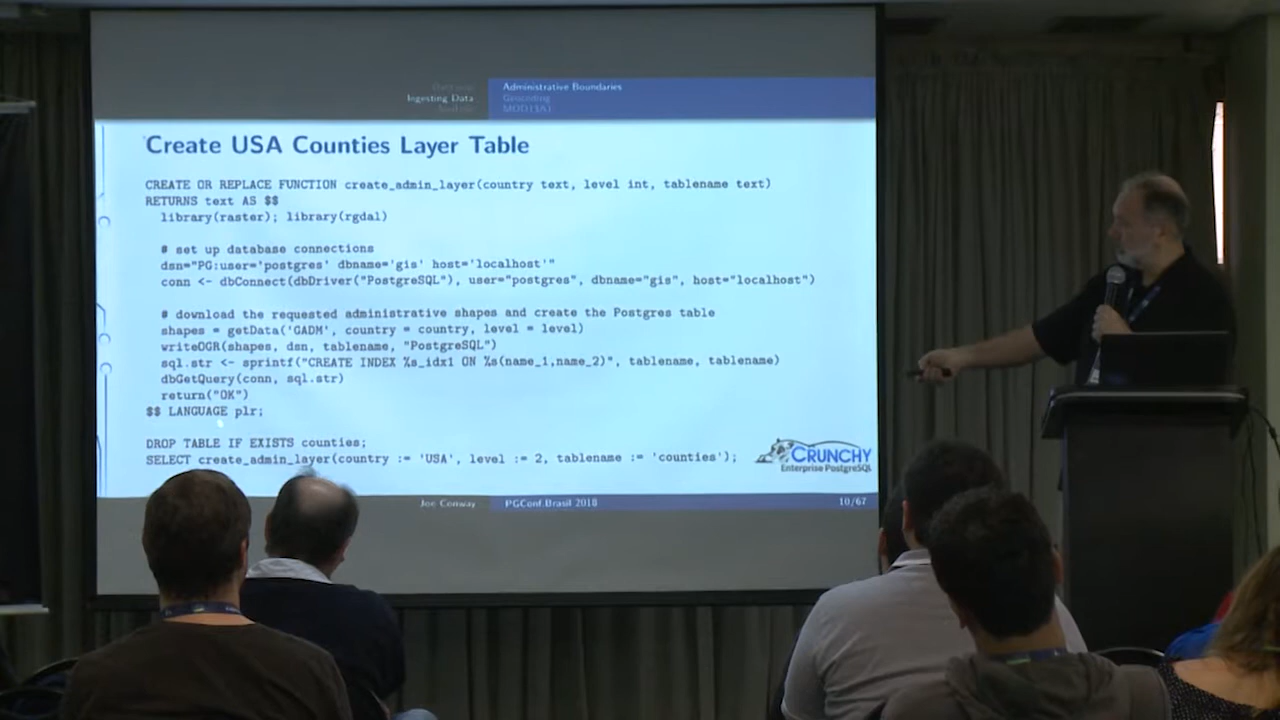 Ingesting Data
Administrative Boundaries
Geocoding
MOD13A1
Create USA Counties Layer Table
CREATE OR REPLACE FUNCTION create_admin_layer(country text, level int, tablename text)
RETURNS text AS $$
library(raster); library(rgdal)
# set up database connections
dsn="PG:user='postgres' dbname='gis' host='localhost'"
conn <- dbConnect(dbDriver("PostgreSQL"), user="postgres", dbname="gis", host="localhost")
# download the requested administrative shapes and create the Postgres table
shapes = getData('GADM', country = country, level = level)
writeOGR(shapes, dsn, tablename, "PostgreSQL")
sql.str <- sprintf("CREATE INDEX %s_idx1 ON %s(name_1,name_2)", tablename, tablename)
dbGetQuery(conn, sql.str)
return("OK")
$$ LANGUAGE plr;
DROP TABLE IF EXISTS counties;
SELECT create_admin_layer(country := 'USA', level := 2, tablename := 'counties');
CRUNCHY
Enterprise PostgreSQL
Joe Conway
PGConf.Brasil 2018
10/67